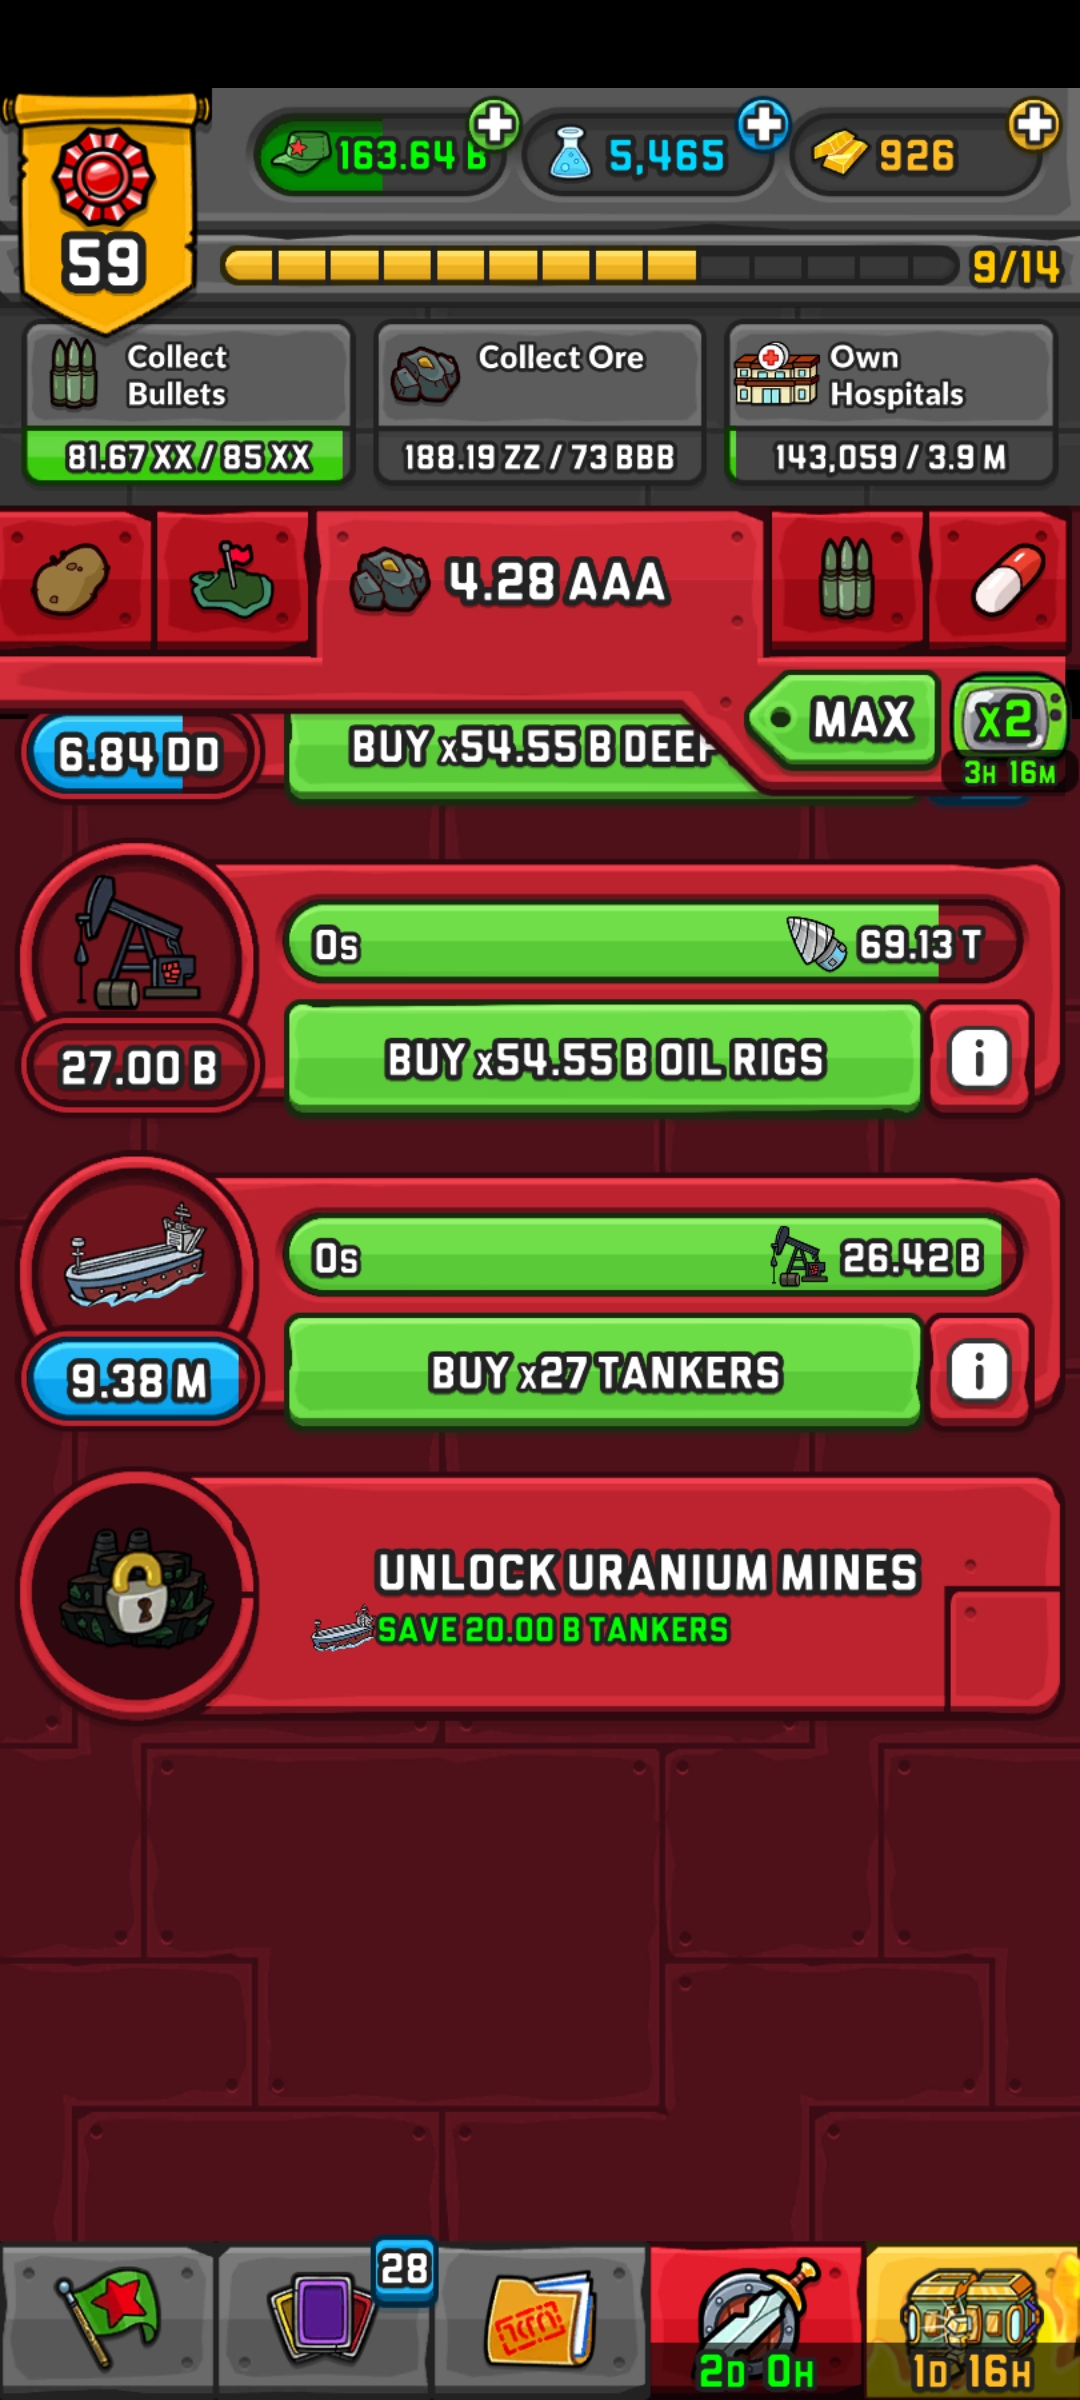 163.64 B
5,465
926
59
9/14
Collect
Bullets
81.67 XX / 85 XX
Collect Ore
188.19 ZZ / 73 BBB
Own
Hospitals
143,059 / 3.9 M
4.28 AAA
MAX
x2
3H 16M
6.84 DD
BUY x54.55 B DEEP
0s
69.13 T
27.00 B
BUY x54.55 B OIL RIGS
i
0s
26.42 B
9.38 M
BUY x27 TANKERS
i
UNLOCK URANIUM MINES
SAVE 20.00 B TANKERS
28
2D 0H
1D 16H